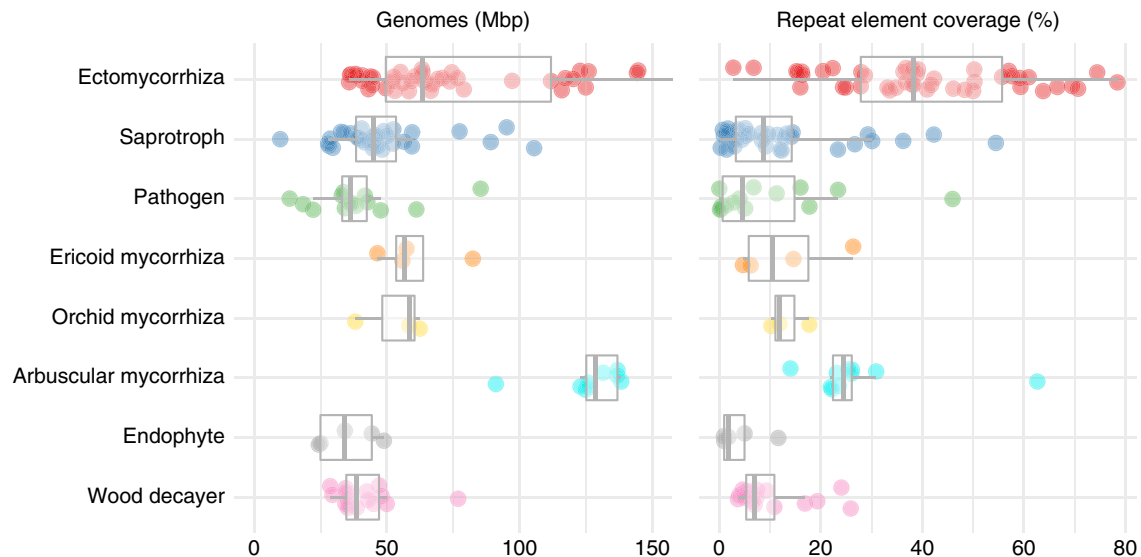 Genomes (Mbp) Repeat element coverage (%)
Ectomycorrhiza
Saprotroph
Pathogen
Ericoid mycorrhiza
Orchid mycorrhiza
Arbuscular mycorrhiza
Endophyte
Wood decayer
0 50 100 150 0 20 40 60 80